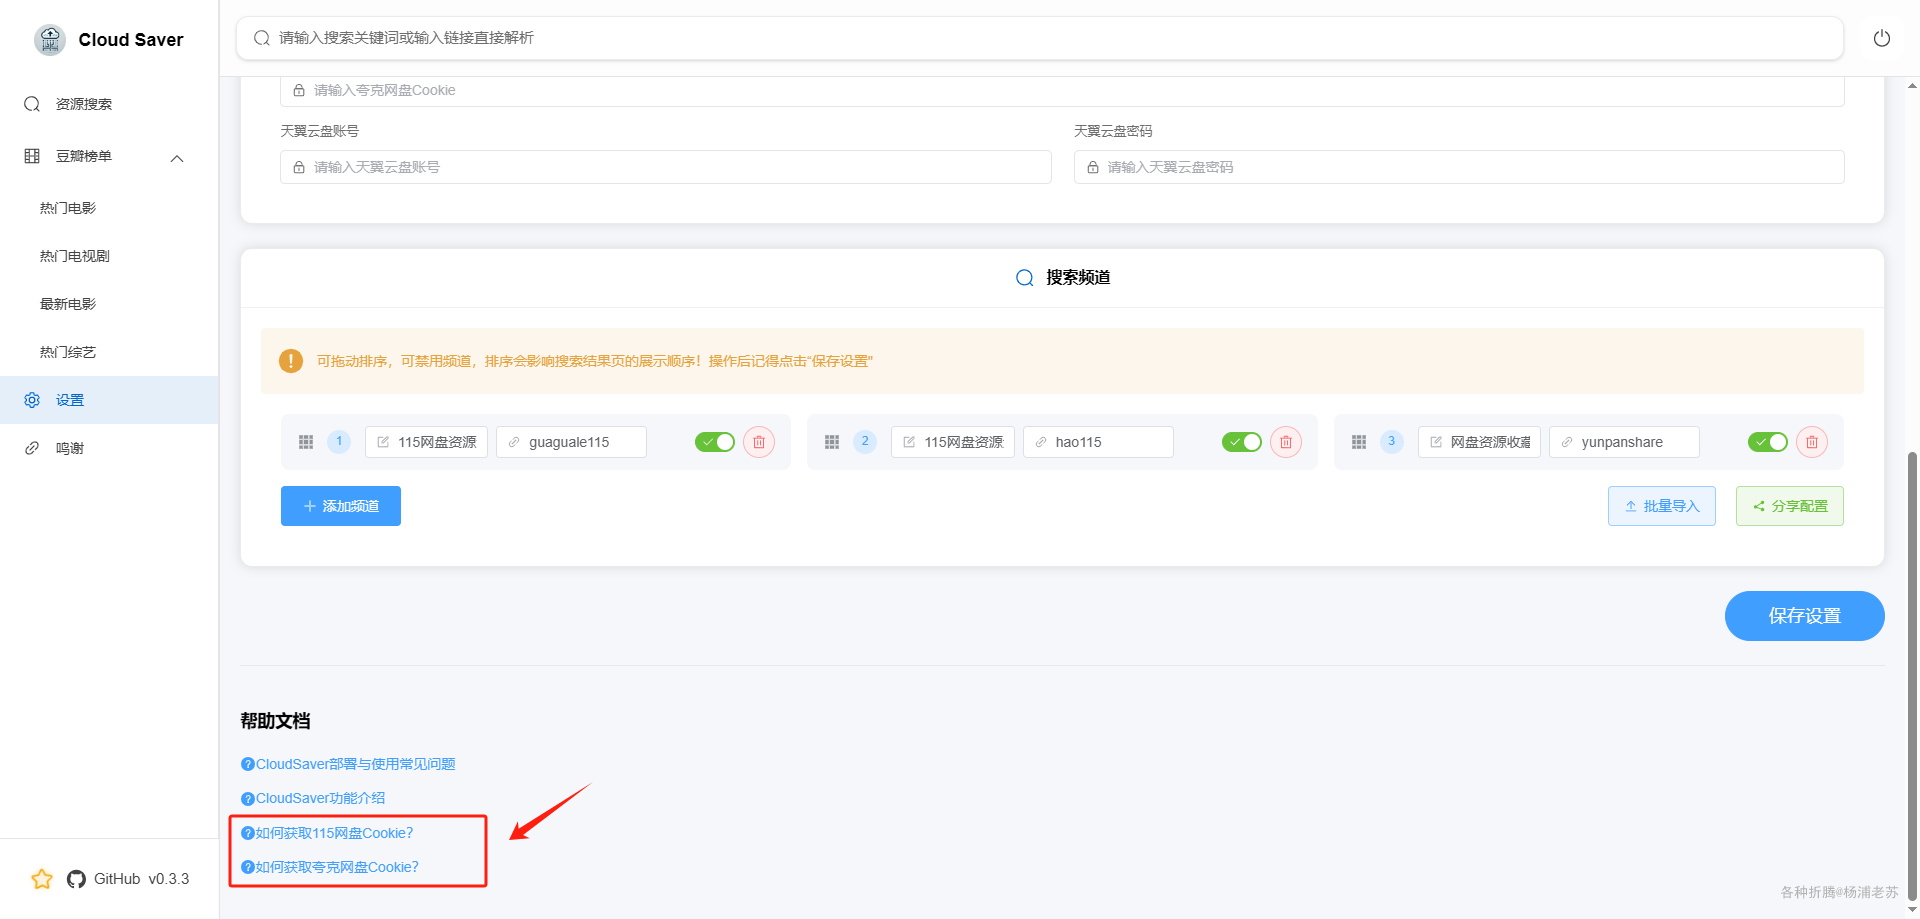 Cloud Saver
请输入搜索关键词或输入链接直接解析
资源搜索
豆瓣榜单
热门电影
热门电视剧
最新电影
热门综艺
设置
鸣谢
GitHub v0.3.3
请输入夸克网盘Cookie
天翼云盘账号
天翼云盘密码
请输入天翼云盘账号
请输入天翼云盘密码
搜索频道
可拖动排序，可禁用频道，排序会影响搜索结果页的展示顺序！操作后记得点击“保存设置”
1 115网盘资源 guaguale115
2 115网盘资源 hao115
3 网盘资源收藏 yunpanshare
添加频道
批量导入
分享配置
保存设置
帮助文档
CloudSaver部署与使用常见问题
CloudSaver功能介绍
如何获取115网盘Cookie？
如何获取夸克网盘Cookie？
各种折腾@杨浦老苏